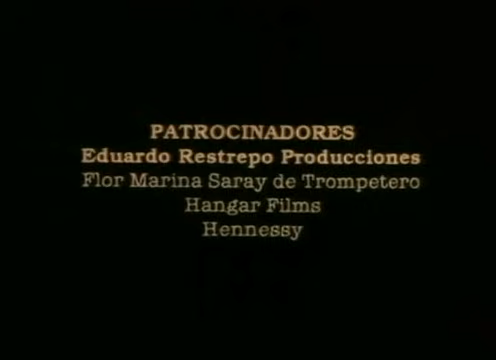 PATROCINADORES
Eduardo Restrepo Producciones
Flor Marina Saray de Trompetero
Hangar Films
Hennessy